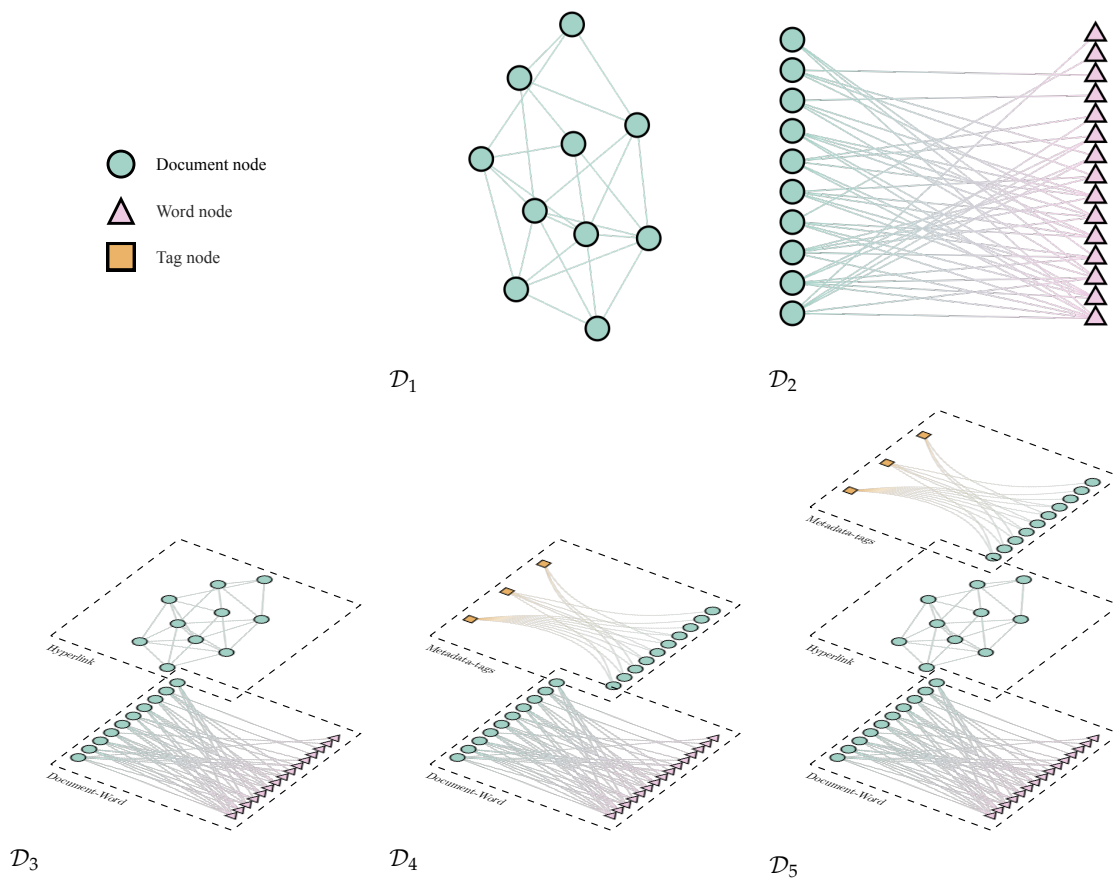 Document node
Word node
Tag node
𝒟1
𝒟2
Hyperlink
Document-Word
𝒟3
Metadata-tags
Document-Word
𝒟4
Metadata-tags
Hyperlink
Document-Word
𝒟5